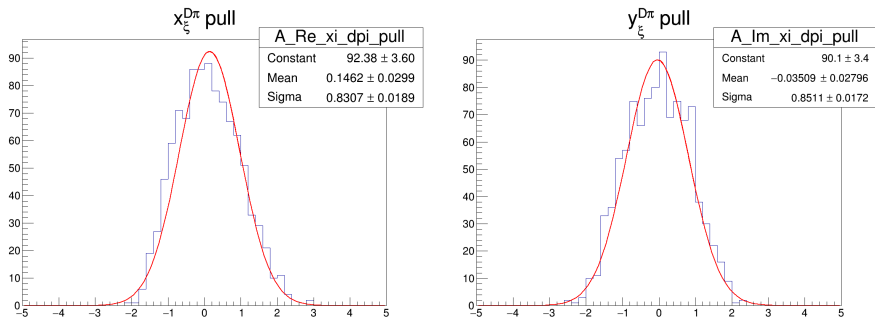 x_ξ^{Dπ} pull
A_Re_xi_dpi_pull
Constant 92.38 ± 3.60
Mean 0.1462 ± 0.0299
Sigma 0.8307 ± 0.0189
90
80
70
60
50
40
30
20
10
0
−5 −4 −3 −2 −1 0 1 2 3 4 5
y_ξ^{Dπ} pull
A_Im_xi_dpi_pull
Constant 90.1 ± 3.4
Mean −0.03509 ± 0.02796
Sigma 0.8511 ± 0.0172
90
80
70
60
50
40
30
20
10
0
−5 −4 −3 −2 −1 0 1 2 3 4 5